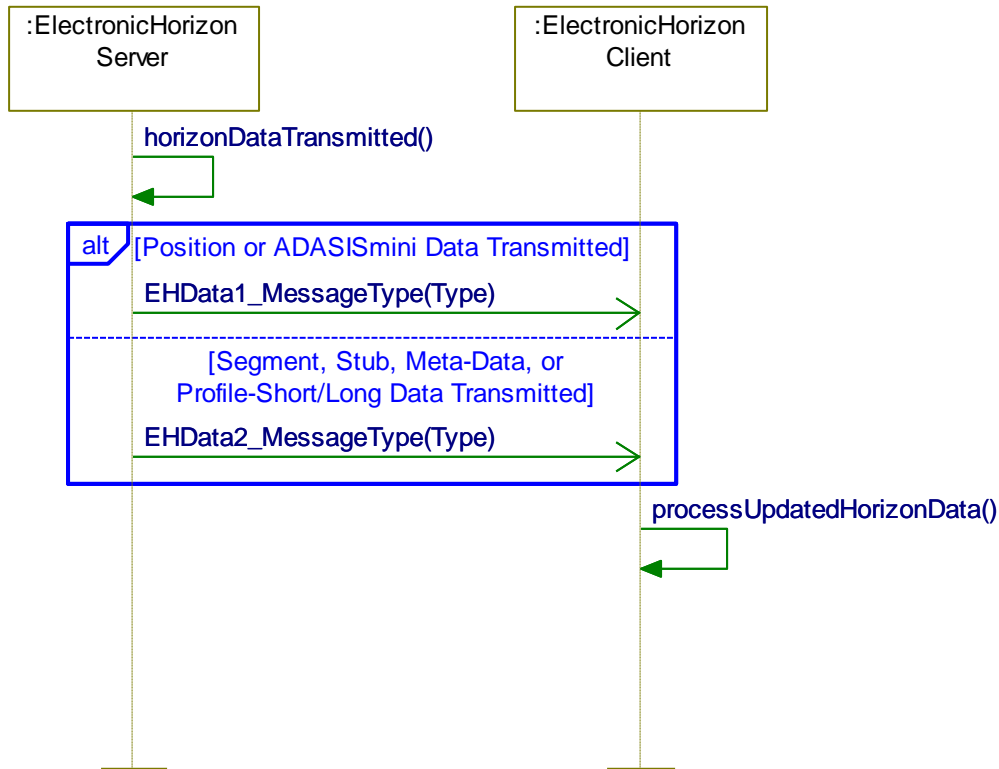 :ElectronicHorizon
Server
:ElectronicHorizon
Client
horizonDataTransmitted()
alt
[Position or ADASISmini Data Transmitted]
EHData1_MessageType(Type)
[Segment, Stub, Meta-Data, or
Profile-Short/Long Data Transmitted]
EHData2_MessageType(Type)
processUpdatedHorizonData()